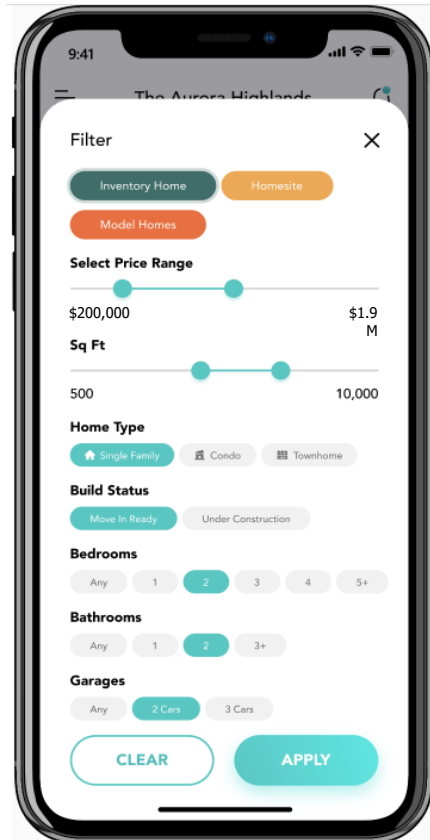 9:41
The Aurora Highlands
Filter
Inventory Home Homesite
Model Homes
Select Price Range
$200,000 $1.9
M
Sq Ft
500 10,000
Home Type
Single Family Condo Townhome
Build Status
Move In Ready Under Construction
Bedrooms
Any 1 2 3 4 5+
Bathrooms
Any 1 2 3+
Garages
Any 2 Cars 3 Cars
CLEAR APPLY